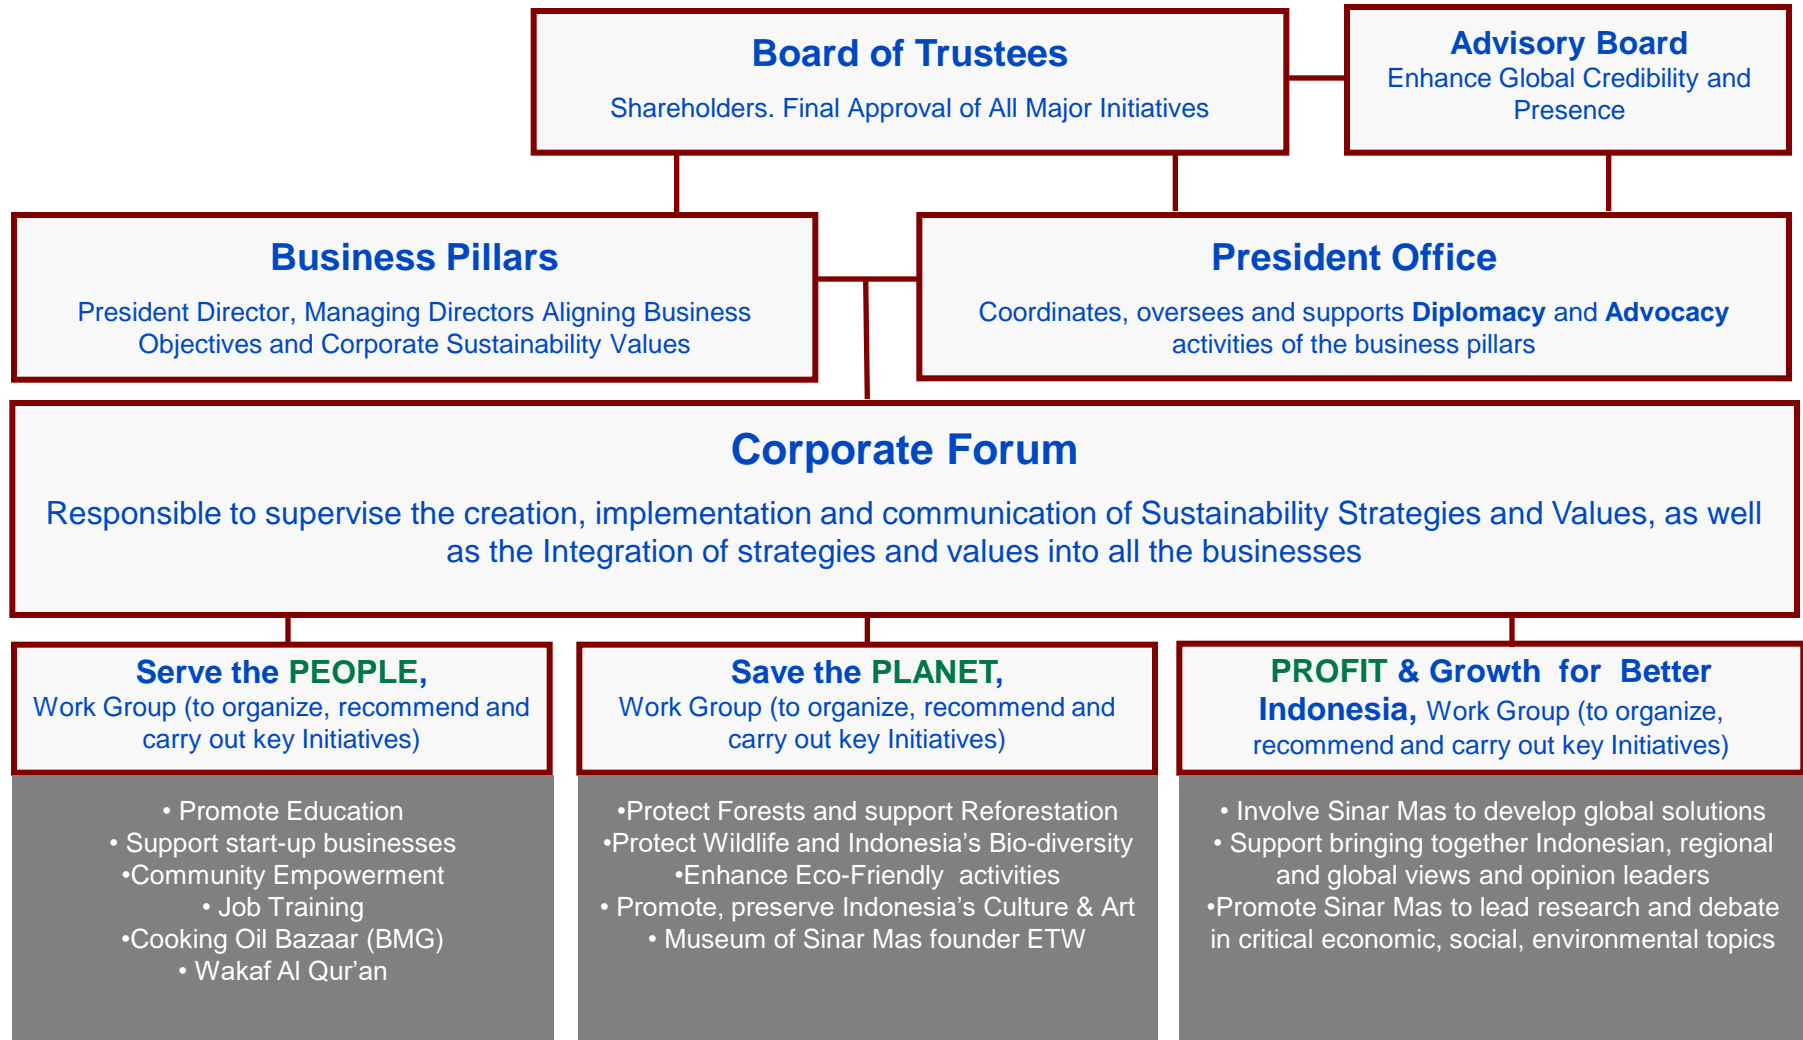 Board of Trustees
Shareholders. Final Approval of All Major Initiatives
Advisory Board
Enhance Global Credibility and
Presence
Business Pillars
President Director, Managing Directors Aligning Business
Objectives and Corporate Sustainability Values
President Office
Coordinates, oversees and supports Diplomacy and Advocacy
activities of the business pillars
Corporate Forum
Responsible to supervise the creation, implementation and communication of Sustainability Strategies and Values, as well
as the Integration of strategies and values into all the businesses
Serve the PEOPLE,
Work Group (to organize, recommend and
carry out key Initiatives)
• Promote Education
• Support start-up businesses
•Community Empowerment
• Job Training
•Cooking Oil Bazaar (BMG)
• Wakaf Al Qur’an
Save the PLANET,
Work Group (to organize, recommend and
carry out key Initiatives)
•Protect Forests and support Reforestation
•Protect Wildlife and Indonesia’s Bio-diversity
•Enhance Eco-Friendly  activities
• Promote, preserve Indonesia’s Culture & Art
• Museum of Sinar Mas founder ETW
PROFIT & Growth  for  Better
Indonesia, Work Group (to organize,
recommend and carry out key Initiatives)
• Involve Sinar Mas to develop global solutions
• Support bringing together Indonesian, regional
and global views and opinion leaders
•Promote Sinar Mas to lead research and debate
in critical economic, social, environmental topics